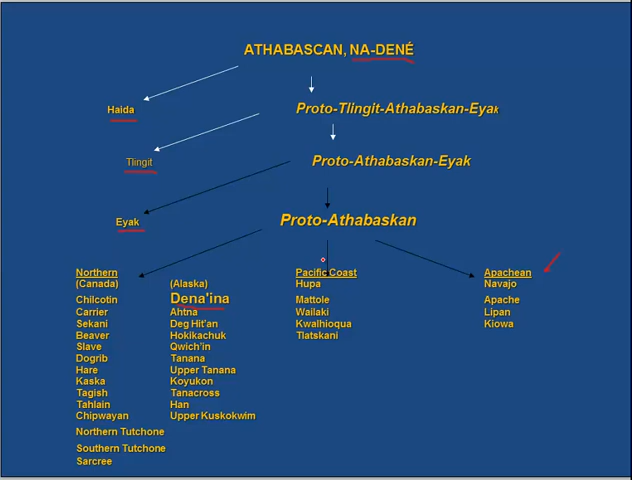 ATHABASCAN, NA-DENÉ
Haida
Proto-Tlingit-Athabaskan-Eyak
Tlingit
Proto-Athabaskan-Eyak
Eyak
Proto-Athabaskan
Northern
(Canada)
Chilcotin
Carrier
Sekani
Beaver
Slave
Dogrib
Hare
Kaska
Tagish
Tahlain
Chipwayan
Northern Tutchone
Southern Tutchone
Sarcree
(Alaska)
Dena'ina
Ahtna
Deg Hit'an
Hokikachuk
Qwich'in
Tanana
Upper Tanana
Koyukon
Tanacross
Han
Upper Kuskokwim
Pacific Coast
Hupa
Mattole
Wailaki
Kwalhioqua
Tlatskani
Apachean
Navajo
Apache
Lipan
Kiowa